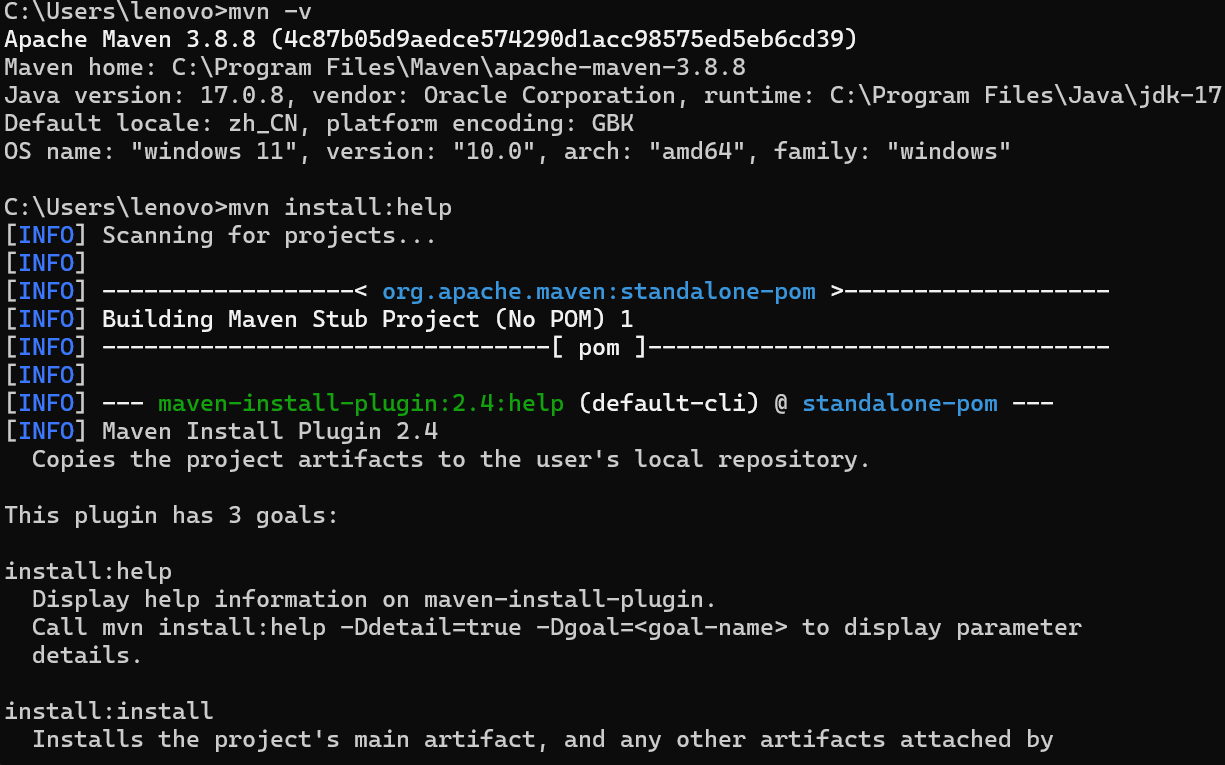 C:\Users\lenovo>mvn -v
Apache Maven 3.8.8 (4c87b05d9aedce574290d1acc98575ed5eb6cd39)
Maven home: C:\Program Files\Maven\apache-maven-3.8.8
Java version: 17.0.8, vendor: Oracle Corporation, runtime: C:\Program Files\Java\jdk-17
Default locale: zh_CN, platform encoding: GBK
OS name: "windows 11", version: "10.0", arch: "amd64", family: "windows"
C:\Users\lenovo>mvn install:help
[INFO] Scanning for projects...
[INFO]
[INFO] ------------------< org.apache.maven:standalone-pom >-------------------
[INFO] Building Maven Stub Project (No POM) 1
[INFO] --------------------------------[ pom ]---------------------------------
[INFO]
[INFO] --- maven-install-plugin:2.4:help (default-cli) @ standalone-pom ---
[INFO] Maven Install Plugin 2.4
  Copies the project artifacts to the user's local repository.
This plugin has 3 goals:
install:help
  Display help information on maven-install-plugin.
  Call mvn install:help -Ddetail=true -Dgoal=<goal-name> to display parameter
  details.
install:install
  Installs the project's main artifact, and any other artifacts attached by